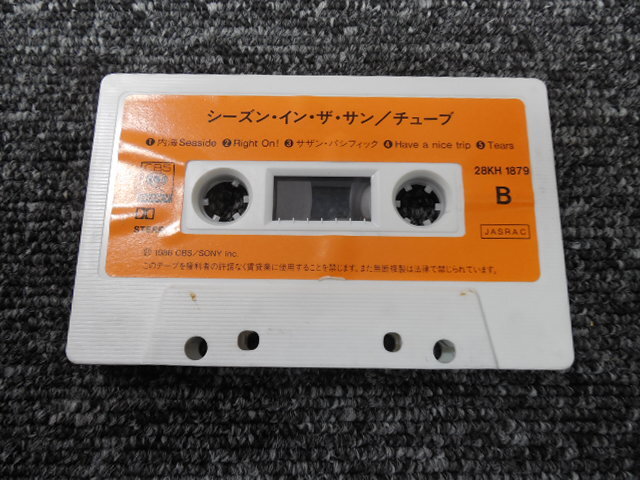 シーズン・イン・ザ・サン／チューブ
❶内海Seaside ❷Right On! ❸サザン・パシフィック ❹Have a nice trip ❺Tears
CBS
28KH 1879
B
STEREO
JASRAC
Ⓟ 1986 CBS/SONY Inc.
このテープを権利者の許諾なく賃貸業に使用することを禁じます。また無断複製は法律で禁じられています。